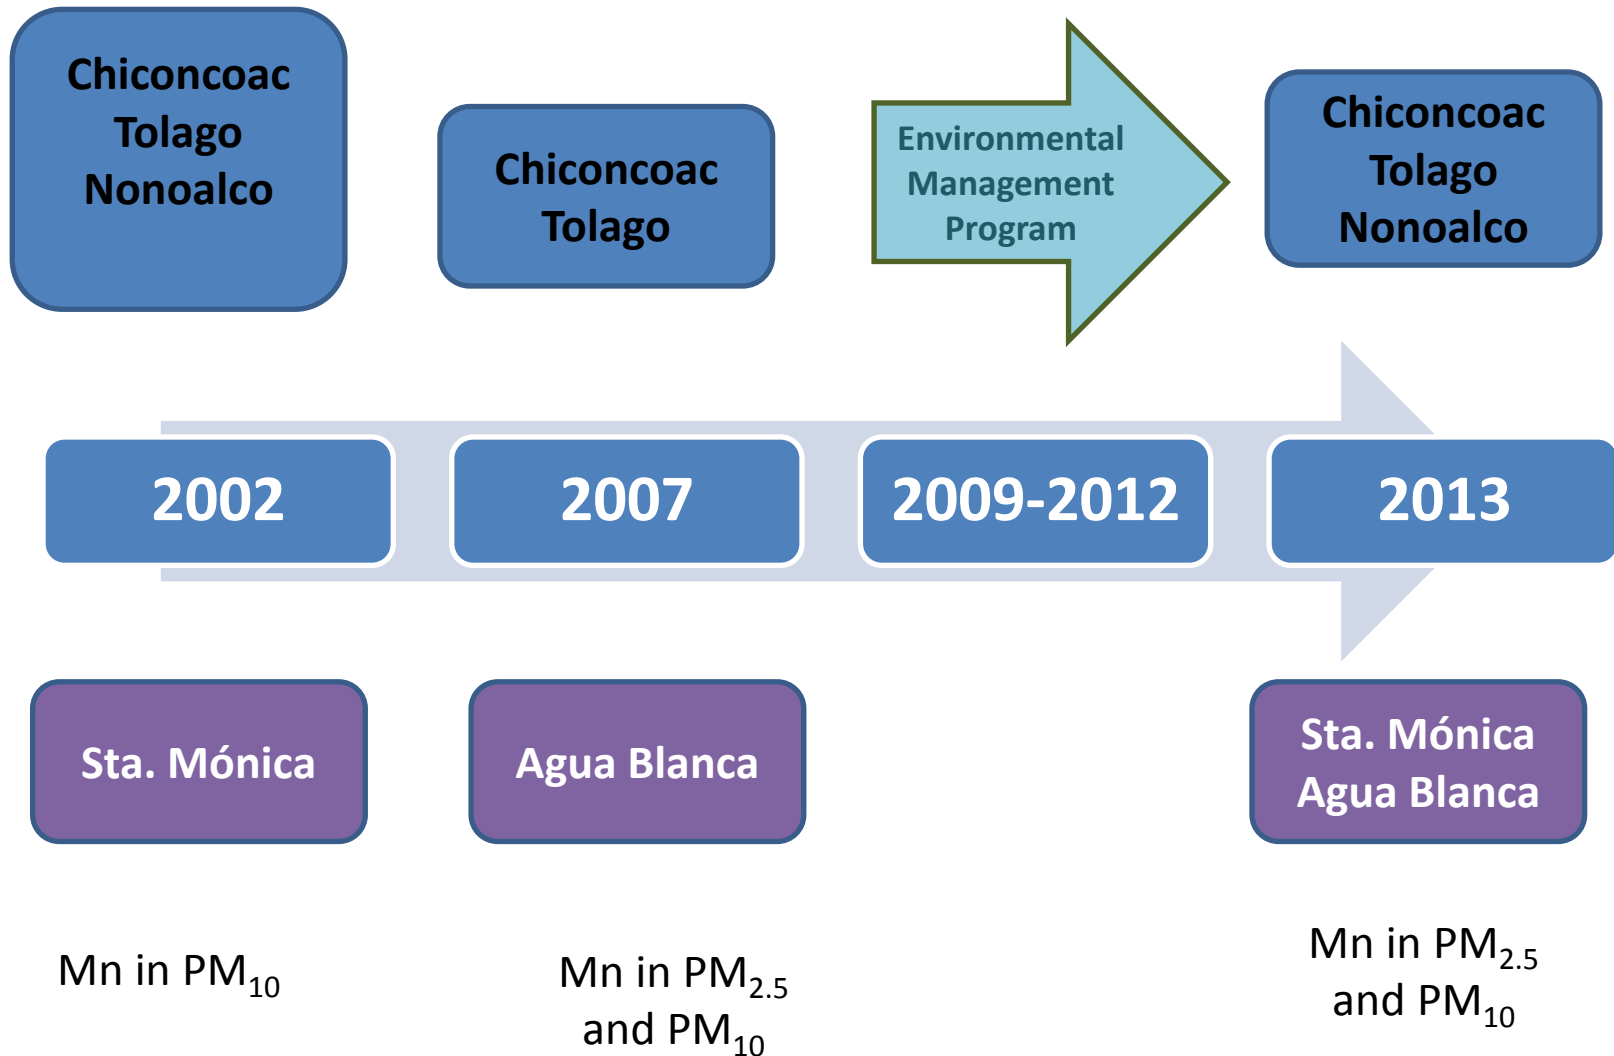 Chiconcoac
Tolago
Nonoalco
Chiconcoac
Tolago
Environmental
Management
Program
Chiconcoac
Tolago
Nonoalco
2002
2007
2009-2012
2013
Sta. Mónica
Agua Blanca
Sta. Mónica
Agua Blanca
Mn in PM10
Mn in PM2.5
and PM10
Mn in PM2.5
and PM10